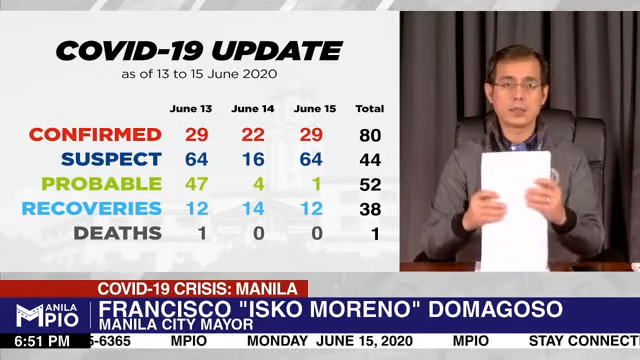 COVID-19 UPDATE
as of 13 to 15 June 2020
June 13 June 14 June 15 Total
CONFIRMED 29 22 29 80
SUSPECT 64 16 64 44
PROBABLE 47 4 1 52
RECOVERIES 12 14 12 38
DEATHS 1 0 0 1
COVID-19 CRISIS: MANILA
MANILA
MPIO
FRANCISCO "ISKO MORENO" DOMAGOSO
MANILA CITY MAYOR
6:51 PM 5-6365 MPIO MONDAY JUNE 15, 2020 MPIO STAY CONNECT